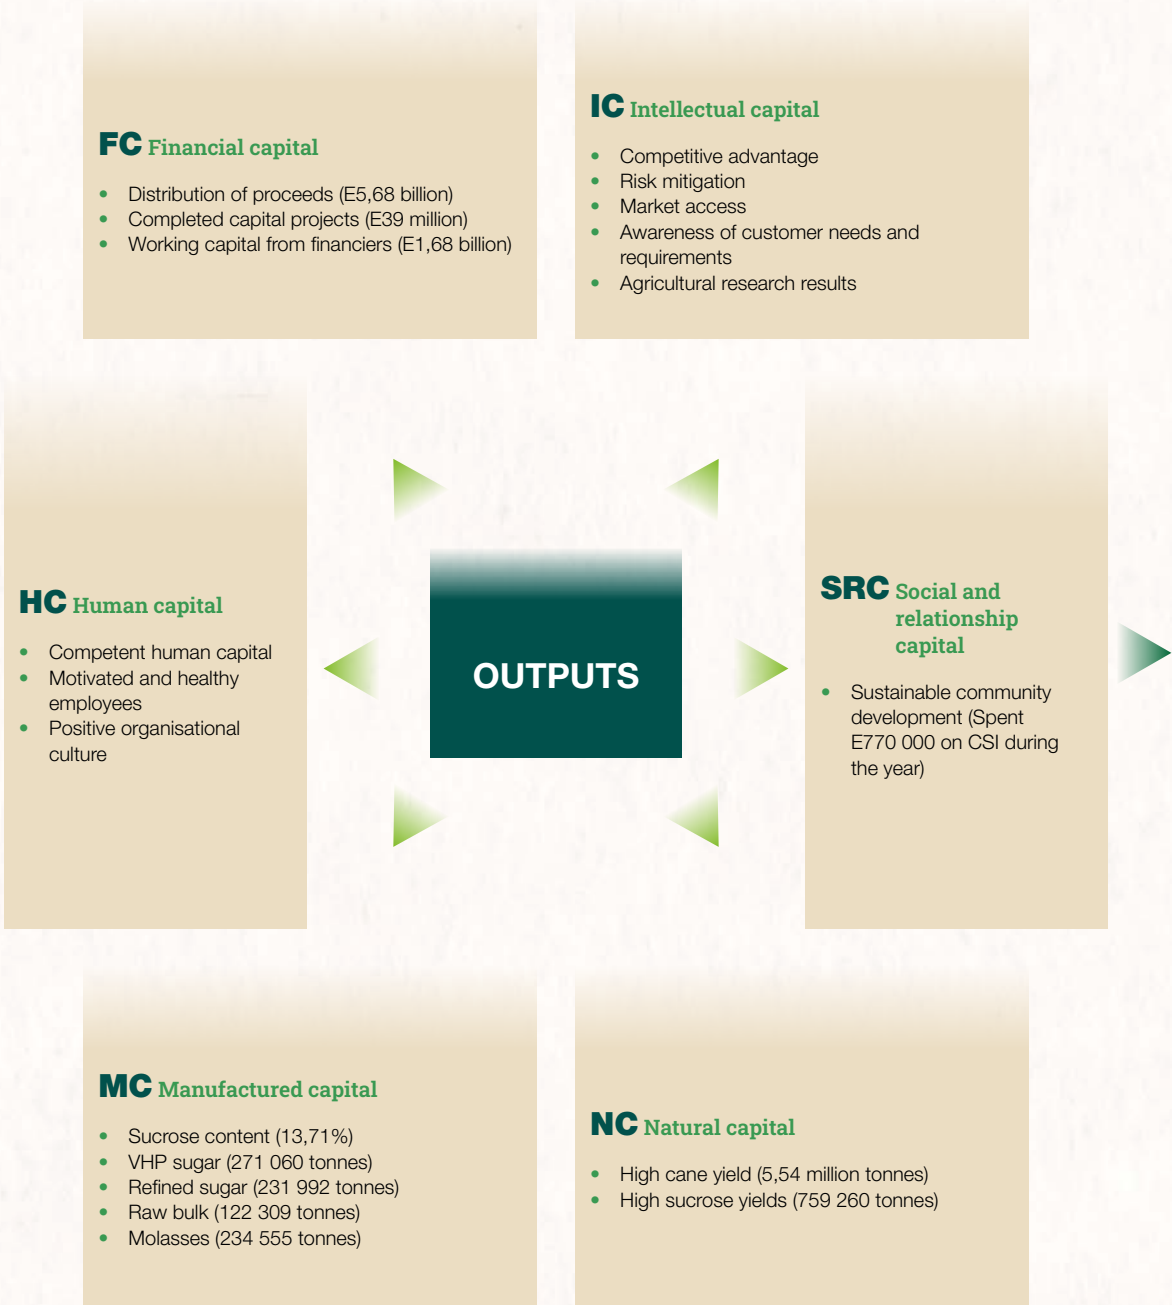 FC Financial capital
• Distribution of proceeds (E5,68 billion)
• Completed capital projects (E39 million)
• Working capital from financiers (E1,68 billion)
IC Intellectual capital
• Competitive advantage
• Risk mitigation
• Market access
• Awareness of customer needs and
requirements
• Agricultural research results
HC Human capital
• Competent human capital
• Motivated and healthy
employees
• Positive organisational
culture
OUTPUTS
SRC Social and
relationship
capital
• Sustainable community
development (Spent
E770 000 on CSI during
the year)
MC Manufactured capital
• Sucrose content (13,71%)
• VHP sugar (271 060 tonnes)
• Refined sugar (231 992 tonnes)
• Raw bulk (122 309 tonnes)
• Molasses (234 555 tonnes)
NC Natural capital
• High cane yield (5,54 million tonnes)
• High sucrose yields (759 260 tonnes)